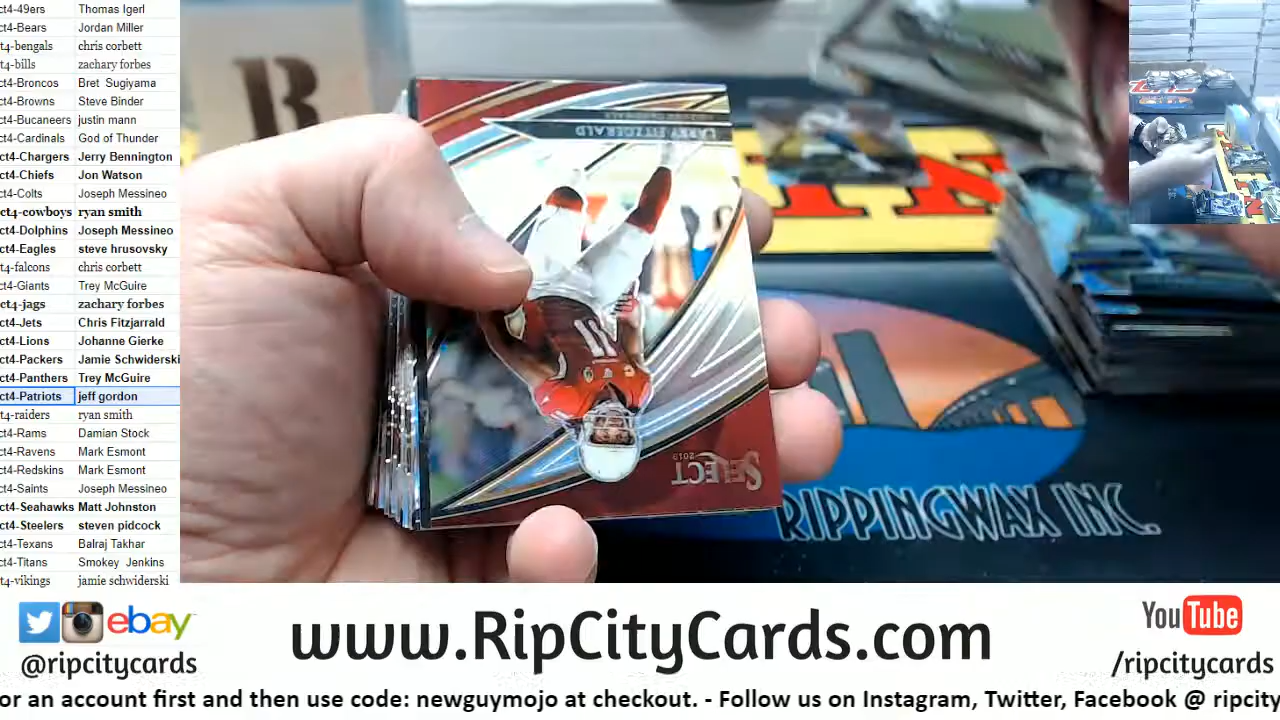 ct4-49ers Thomas Igerl
ct4-Bears Jordan Miller
t4-bengals chris corbett
t4-bills zachary forbes
ct4-Broncos Bret Sugiyama
ct4-Browns Steve Binder
ct4-Bucaneers justin mann
ct4-Cardinals God of Thunder
ct4-Chargers Jerry Bennington
ct4-Chiefs Jon Watson
ct4-Colts Joseph Messineo
ct4-cowboys ryan smith
ct4-Dolphins Joseph Messineo
ct4-Eagles steve hrusovsky
ct4-falcons chris corbett
ct4-Giants Trey McGuire
ct4-jags zachary forbes
ct4-Jets Chris Fitzjarrald
ct4-Lions Johanne Gierke
ct4-Packers Jamie Schwiderski
ct4-Panthers Trey McGuire
ct4-Patriots jeff gordon
t4-raiders ryan smith
ct4-Rams Damian Stock
ct4-Ravens Mark Esmont
ct4-Redskins Mark Esmont
ct4-Saints Joseph Messineo
ct4-Seahawks Matt Johnston
ct4-Steelers steven pidcock
ct4-Texans Balraj Takhar
ct4-Titans Smokey Jenkins
t4-vikings jamie schwiderski
R
LARRY FITZGERALD
ARIZONA CARDINALS
11
2019
SELECT
RIPPINGWAX INC.
ebay
@ripcitycards
www.RipCityCards.com
YouTube
/ripcitycards
or an account first and then use code: newguymojo at checkout. - Follow us on Instagram, Twitter, Facebook @ ripcity